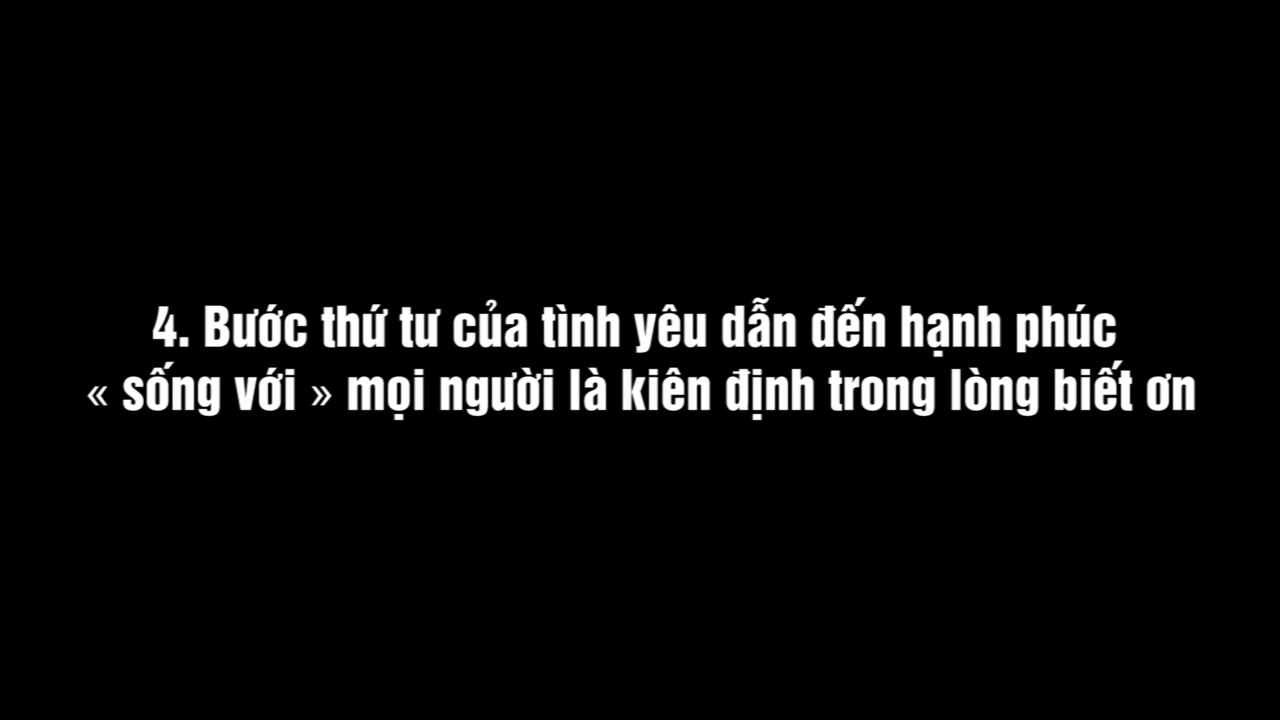 4. Bước thứ tư của tình yêu dẫn đến hạnh phúc
« sống với » mọi người là kiên định trong lòng biết ơn